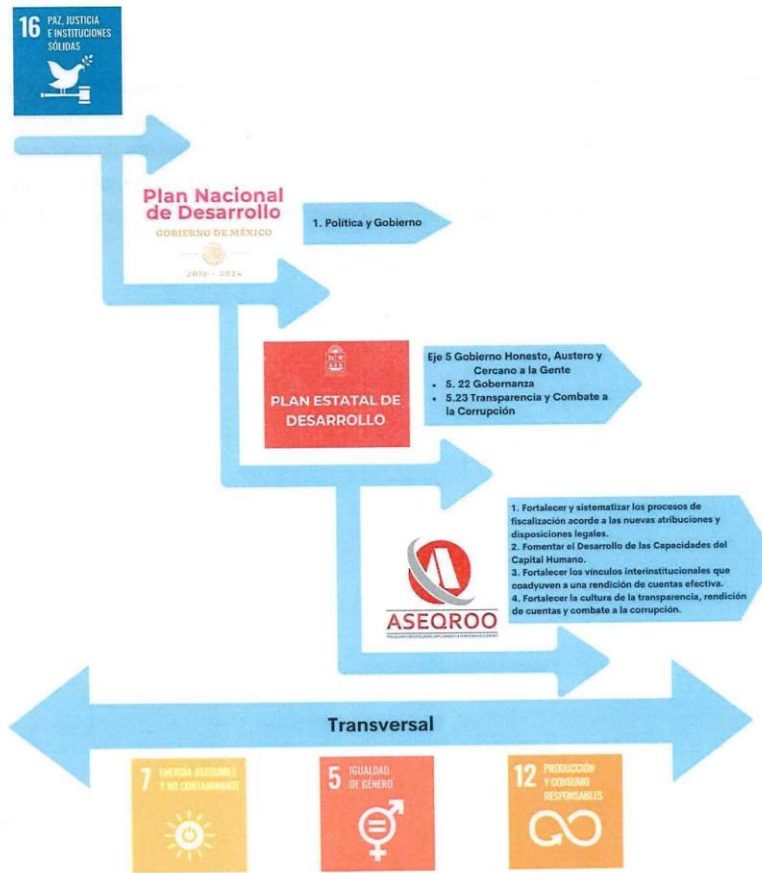 16 PAZ, JUSTICIA
E INSTITUCIONES
SÓLIDAS
Plan Nacional
de Desarrollo
GOBIERNO DE MÉXICO
2019 - 2024
1. Política y Gobierno
PLAN ESTATAL DE
DESARROLLO
Eje 5 Gobierno Honesto, Austero y
Cercano a la Gente
• 5. 22 Gobernanza
• 5.23 Transparencia y Combate a
la Corrupción
ASEQROO
1. Fortalecer y sistematizar los procesos de
fiscalización acorde a las nuevas atribuciones y
disposiciones legales.
2. Fomentar el Desarrollo de las Capacidades del
Capital Humano.
3. Fortalecer los vínculos interinstitucionales que
coadyuven a una rendición de cuentas efectiva.
4. Fortalecer la cultura de la transparencia, rendición
de cuentas y combate a la corrupción.
Transversal
7 ENERGÍA ASEQUIBLE
Y NO CONTAMINANTE
5 IGUALDAD
DE GÉNERO
12 PRODUCCIÓN
Y CONSUMO
RESPONSABLES